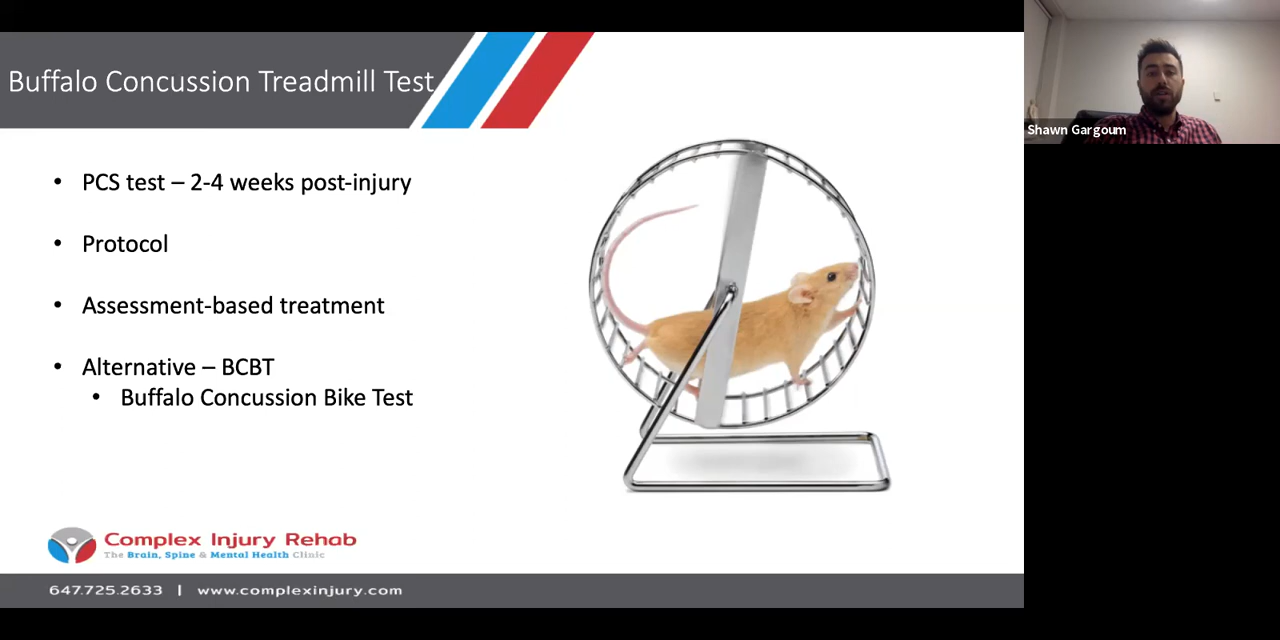 Buffalo Concussion Treadmill Test
Shawn Gargoum
• PCS test – 2-4 weeks post-injury
• Protocol
• Assessment-based treatment
• Alternative – BCBT
• Buffalo Concussion Bike Test
Complex Injury Rehab
The Brain, Spine & Mental Health Clinic
647.725.2633 | www.complexinjury.com